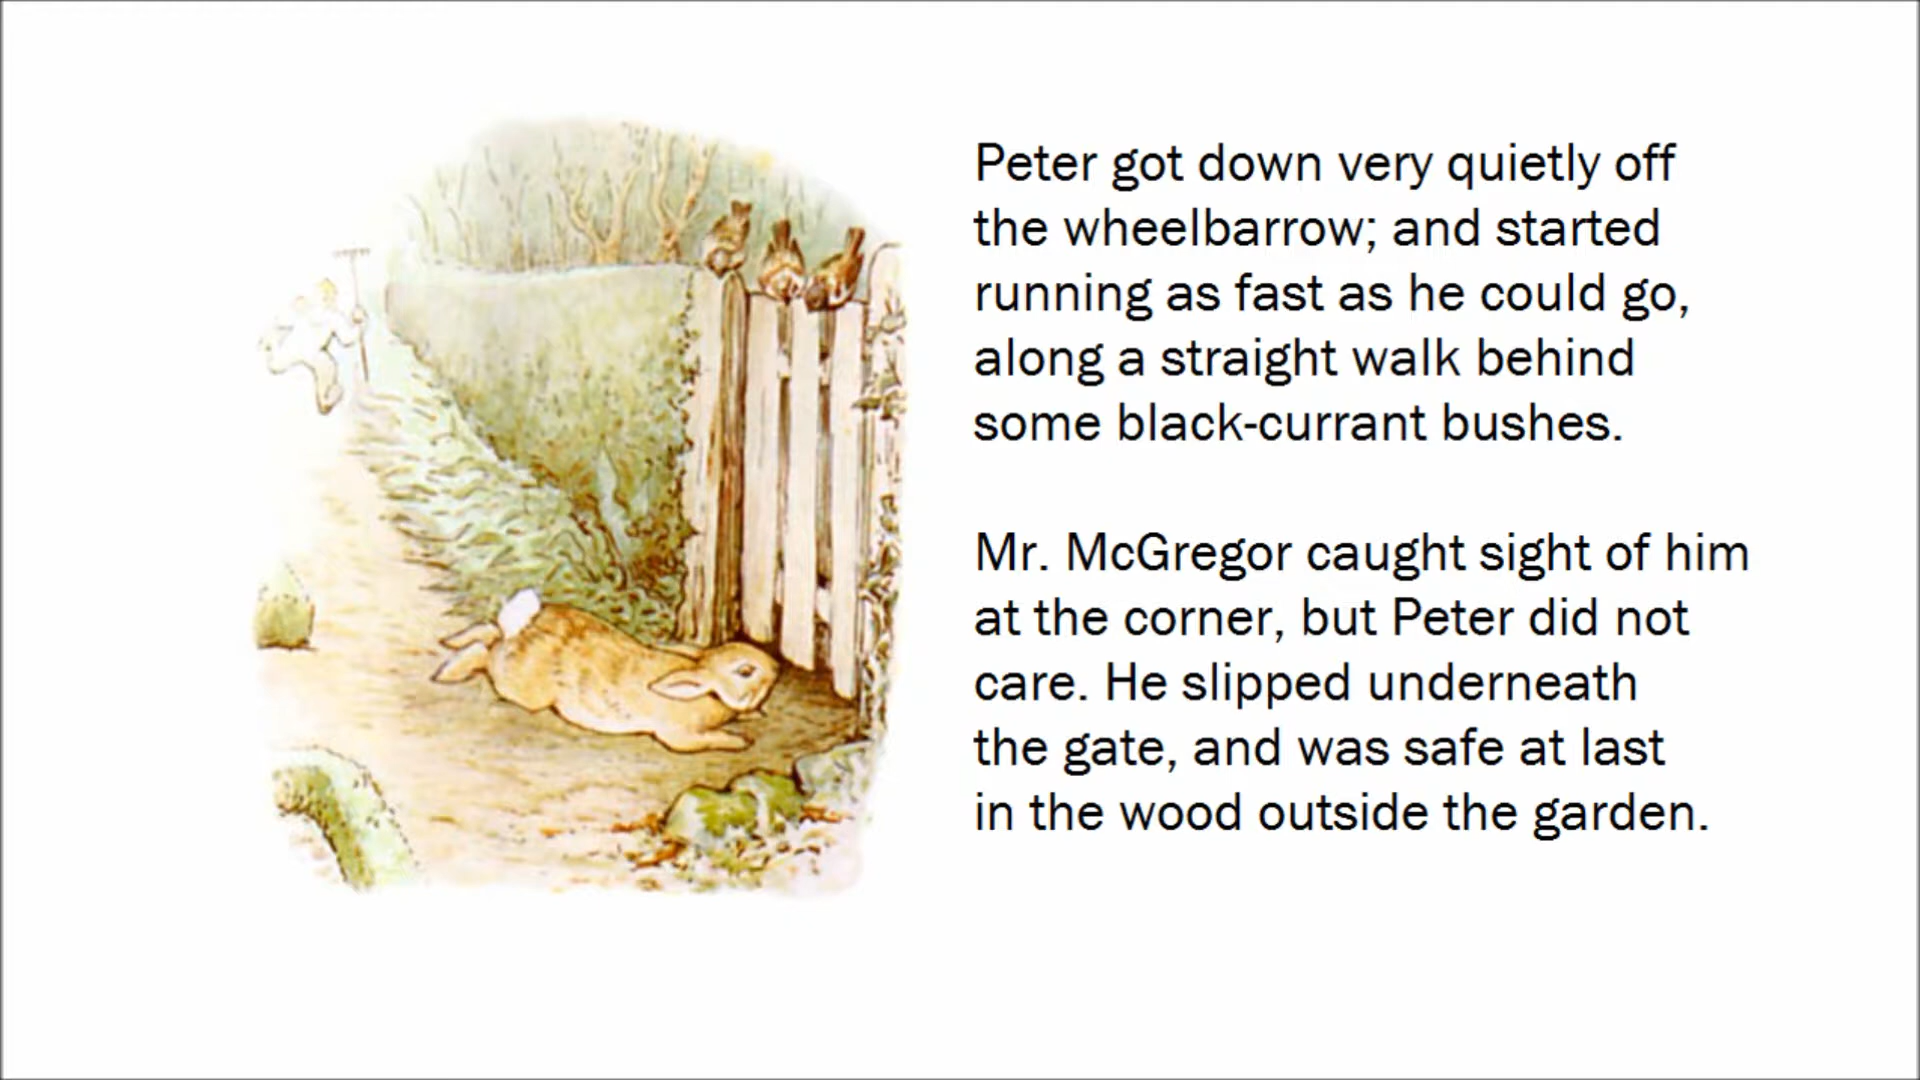 Peter got down very quietly off
the wheelbarrow; and started
running as fast as he could go,
along a straight walk behind
some black-currant bushes.
Mr. McGregor caught sight of him
at the corner, but Peter did not
care. He slipped underneath
the gate, and was safe at last
in the wood outside the garden.